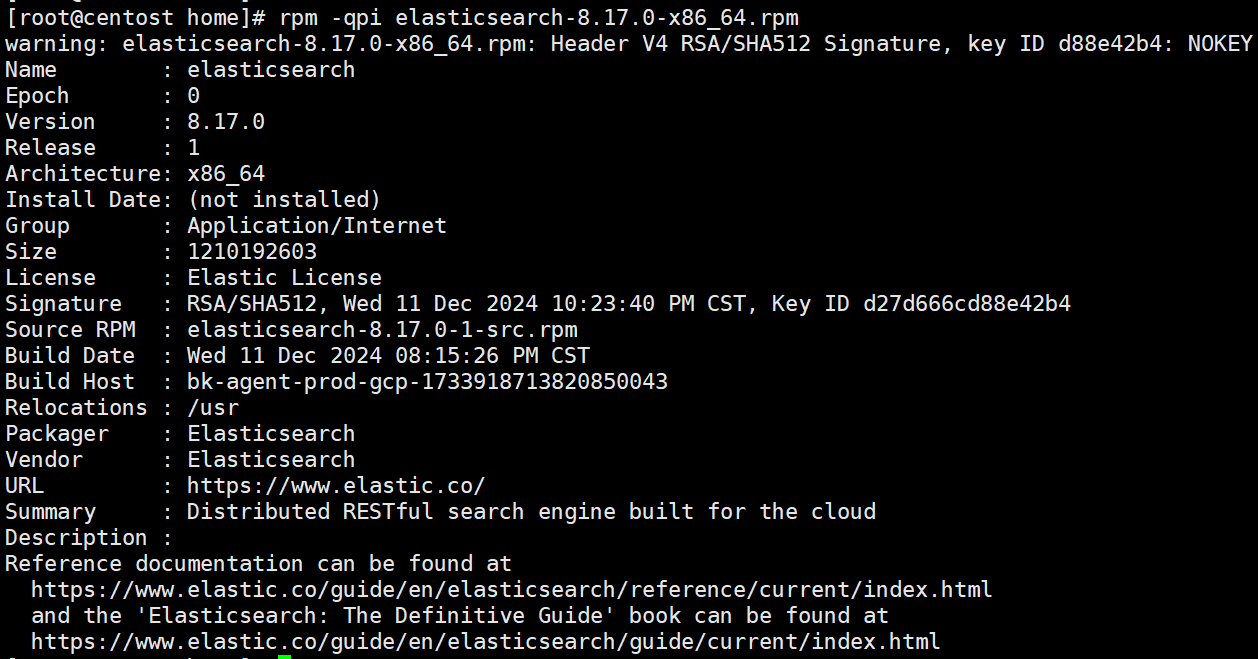 [root@centost home]# rpm -qpi elasticsearch-8.17.0-x86_64.rpm
warning: elasticsearch-8.17.0-x86_64.rpm: Header V4 RSA/SHA512 Signature, key ID d88e42b4: NOKEY
Name        : elasticsearch
Epoch       : 0
Version     : 8.17.0
Release     : 1
Architecture: x86_64
Install Date: (not installed)
Group       : Application/Internet
Size        : 1210192603
License     : Elastic License
Signature   : RSA/SHA512, Wed 11 Dec 2024 10:23:40 PM CST, Key ID d27d666cd88e42b4
Source RPM  : elasticsearch-8.17.0-1-src.rpm
Build Date  : Wed 11 Dec 2024 08:15:26 PM CST
Build Host  : bk-agent-prod-gcp-1733918713820850043
Relocations : /usr
Packager    : Elasticsearch
Vendor      : Elasticsearch
URL         : https://www.elastic.co/
Summary     : Distributed RESTful search engine built for the cloud
Description :
Reference documentation can be found at
  https://www.elastic.co/guide/en/elasticsearch/reference/current/index.html
  and the 'Elasticsearch: The Definitive Guide' book can be found at
  https://www.elastic.co/guide/en/elasticsearch/guide/current/index.html